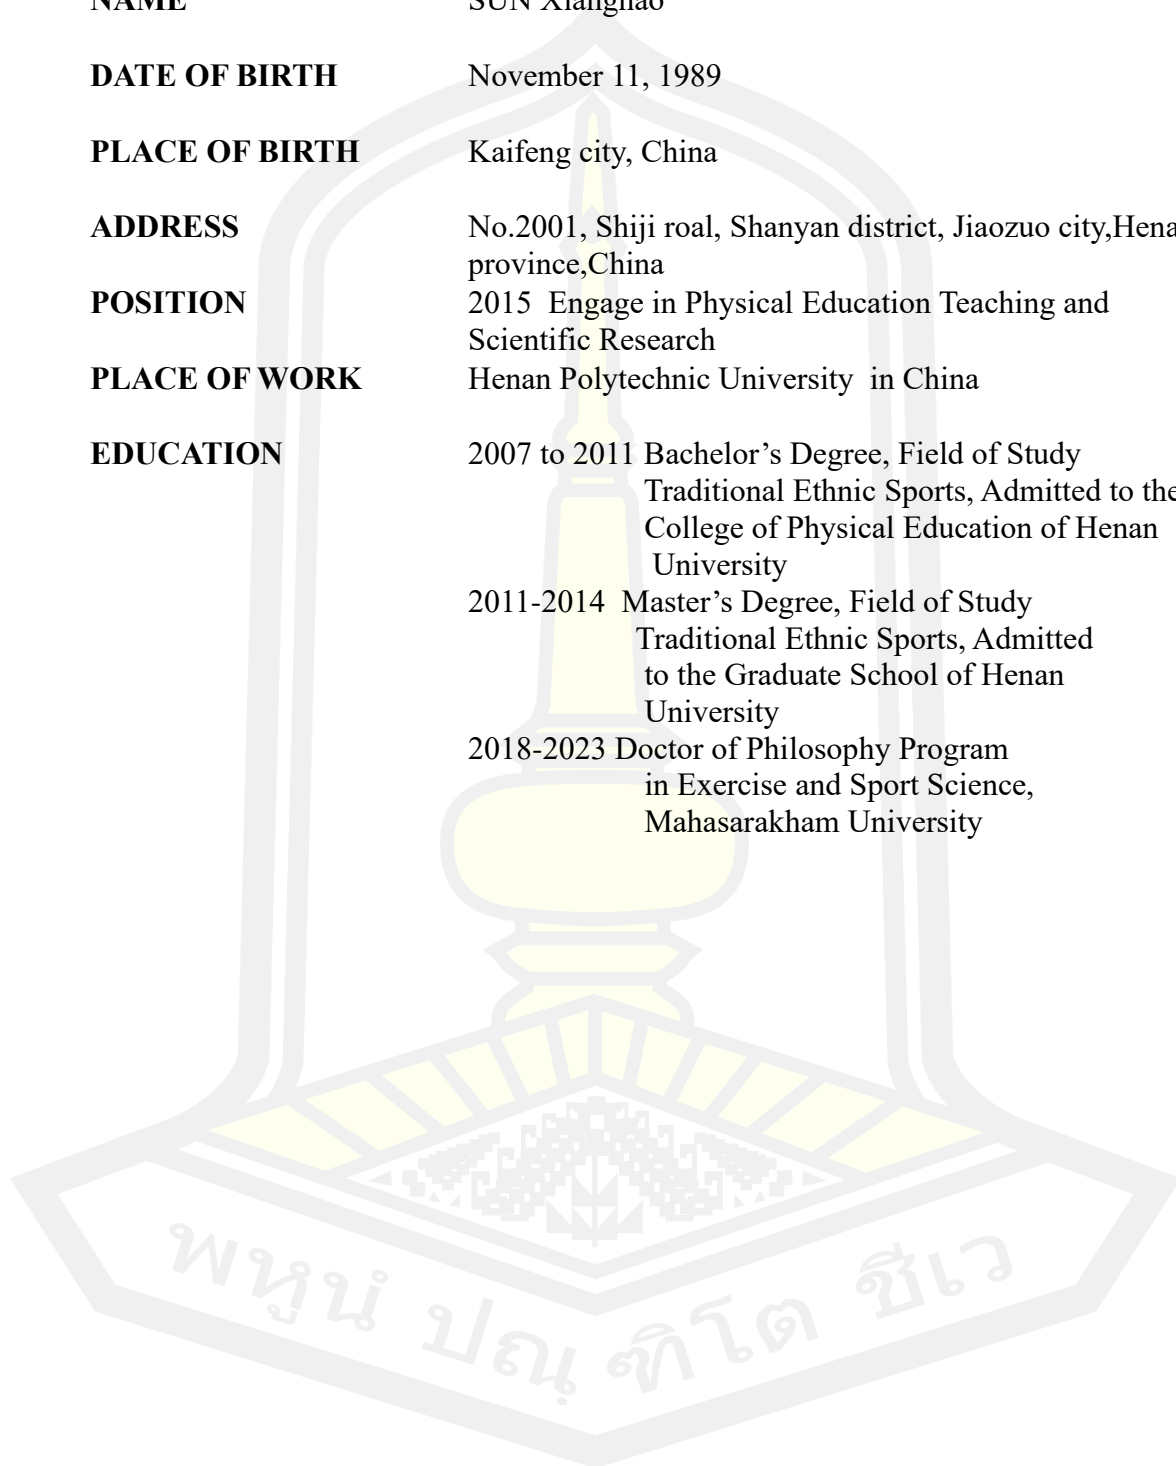 NAME SUN Xianghao
DATE OF BIRTH November 11, 1989
PLACE OF BIRTH Kaifeng city, China
ADDRESS No.2001, Shiji roal, Shanyan district, Jiaozuo city,Hena
province,China
POSITION 2015 Engage in Physical Education Teaching and
Scientific Research
PLACE OF WORK Henan Polytechnic University in China
EDUCATION 2007 to 2011 Bachelor’s Degree, Field of Study
Traditional Ethnic Sports, Admitted to the
College of Physical Education of Henan
University
2011-2014 Master’s Degree, Field of Study
Traditional Ethnic Sports, Admitted
to the Graduate School of Henan
University
2018-2023 Doctor of Philosophy Program
in Exercise and Sport Science,
Mahasarakham University
พหูนํ ปณฺฑิโต ชีเว